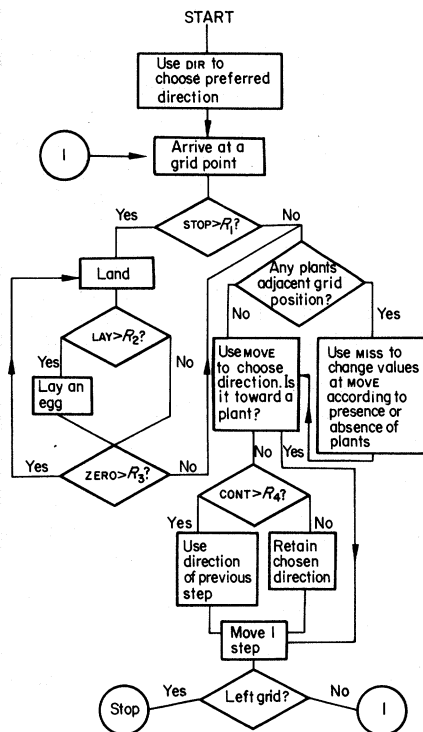 START
Use DIR to
choose preferred
direction
I
Arrive at a
grid point
Yes
STOP>R₁?
No
Land
Any plants
adjacent grid
position?
LAY>R₂?
No
Yes
Yes
No
Use MOVE
to choose
direction. Is
it toward a
plant?
Use MISS to
change values
at MOVE
according to
presence or
absence of
plants
Lay an
egg
Yes
ZERO>R₃?
No
No
Yes
CONT>R₄?
Yes
No
Use
direction
of previous
step
Retain
chosen
direction
Move I
step
Stop
Yes
Left grid?
No
I